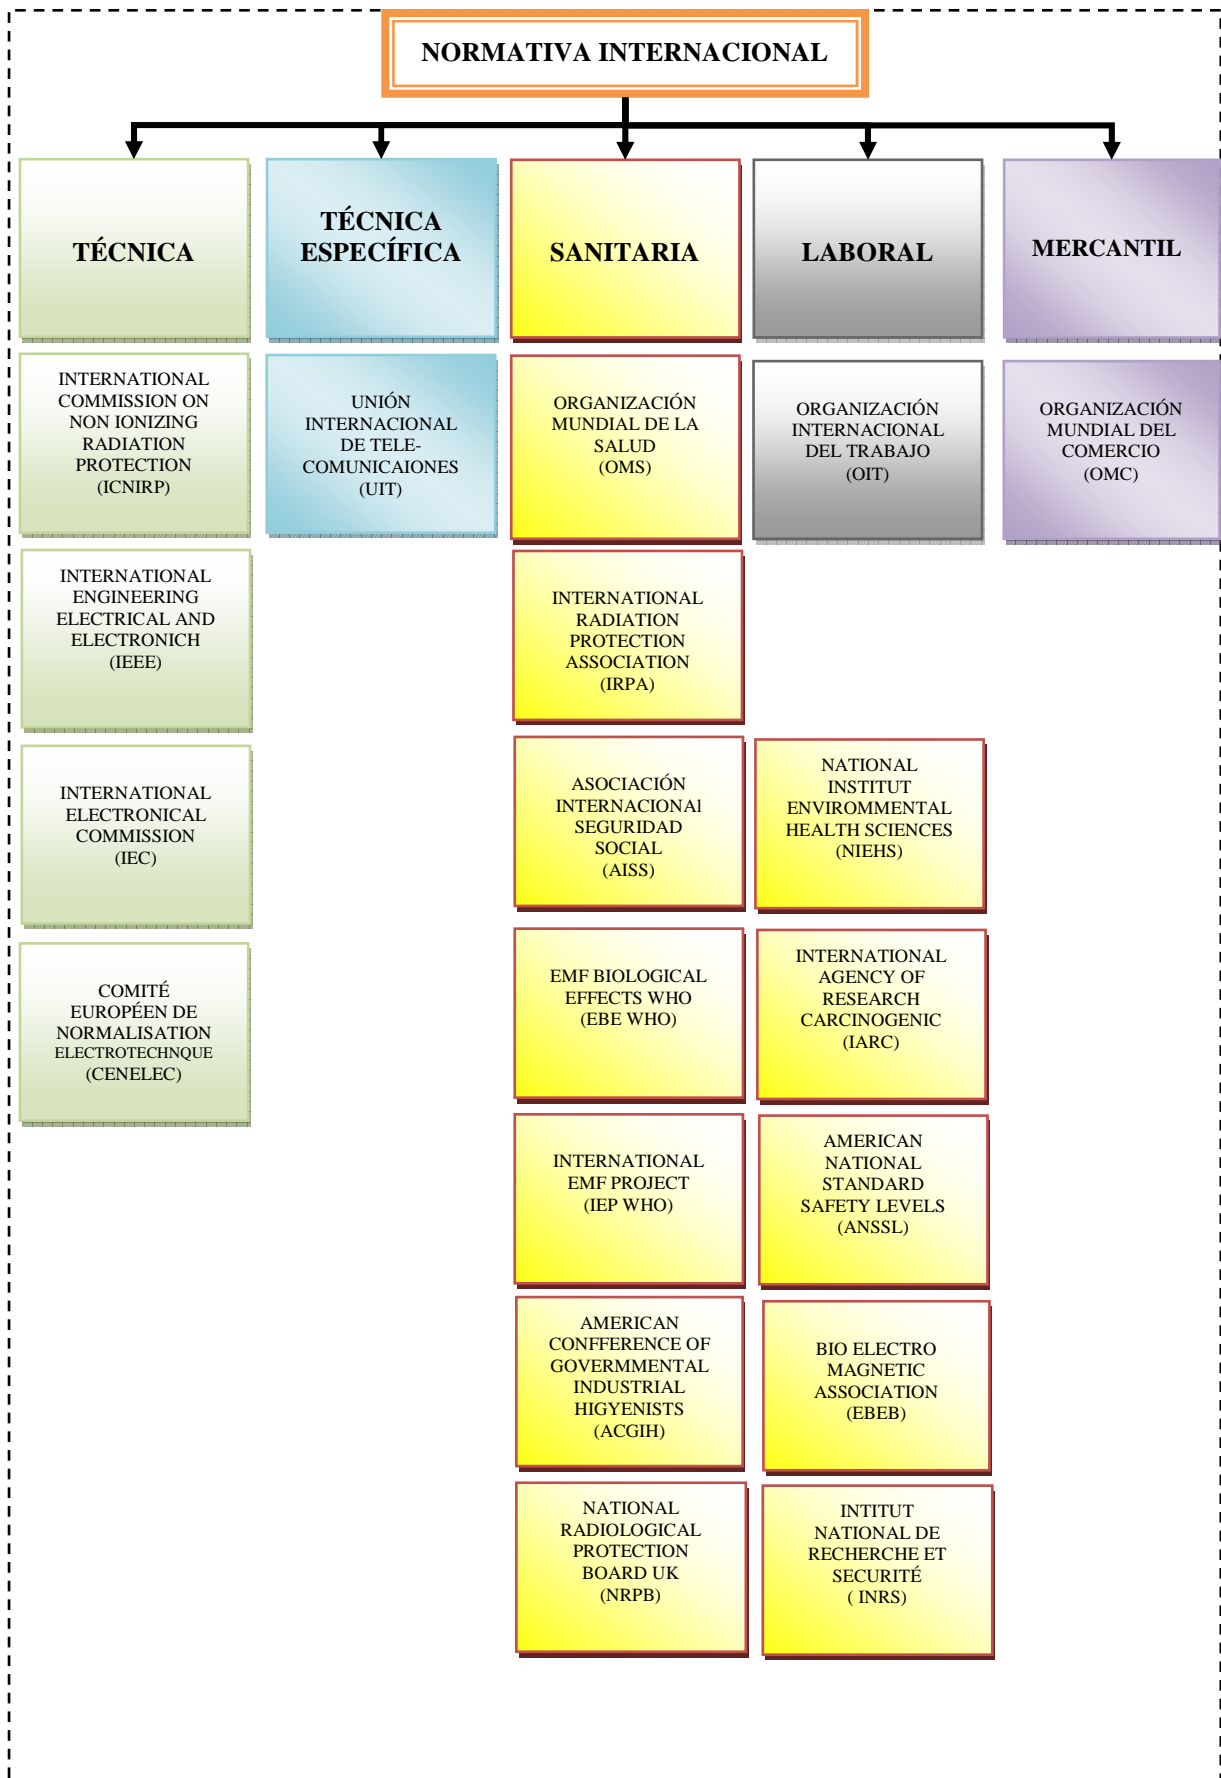 NORMATIVA INTERNACIONAL
TÉCNICA
TÉCNICA
ESPECÍFICA
SANITARIA
LABORAL
MERCANTIL
INTERNATIONAL
COMMISSION ON
NON IONIZING
RADIATION
PROTECTION
(ICNIRP)
UNIÓN
INTERNACIONAL
DE TELE-
COMUNICAIONES
(UIT)
ORGANIZACIÓN
MUNDIAL DE LA
SALUD
(OMS)
ORGANIZACIÓN
INTERNACIONAL
DEL TRABAJO
(OIT)
ORGANIZACIÓN
MUNDIAL DEL
COMERCIO
(OMC)
INTERNATIONAL
ENGINEERING
ELECTRICAL AND
ELECTRONICH
(IEEE)
INTERNATIONAL
RADIATION
PROTECTION
ASSOCIATION
(IRPA)
INTERNATIONAL
ELECTRONICAL
COMMISSION
(IEC)
ASOCIACIÓN
INTERNACIONAl
SEGURIDAD
SOCIAL
(AISS)
NATIONAL
INSTITUT
ENVIROMMENTAL
HEALTH SCIENCES
(NIEHS)
COMITÉ
EUROPÉEN DE
NORMALISATION
ELECTROTECHNQUE
(CENELEC)
EMF BIOLOGICAL
EFFECTS WHO
(EBE WHO)
INTERNATIONAL
AGENCY OF
RESEARCH
CARCINOGENIC
(IARC)
INTERNATIONAL
EMF PROJECT
(IEP WHO)
AMERICAN
NATIONAL
STANDARD
SAFETY LEVELS
(ANSSL)
AMERICAN
CONFFERENCE OF
GOVERMMENTAL
INDUSTRIAL
HIGYENISTS
(ACGIH)
BIO ELECTRO
MAGNETIC
ASSOCIATION
(EBEB)
NATIONAL
RADIOLOGICAL
PROTECTION
BOARD UK
(NRPB)
INTITUT
NATIONAL DE
RECHERCHE ET
SECURITÉ
( INRS)